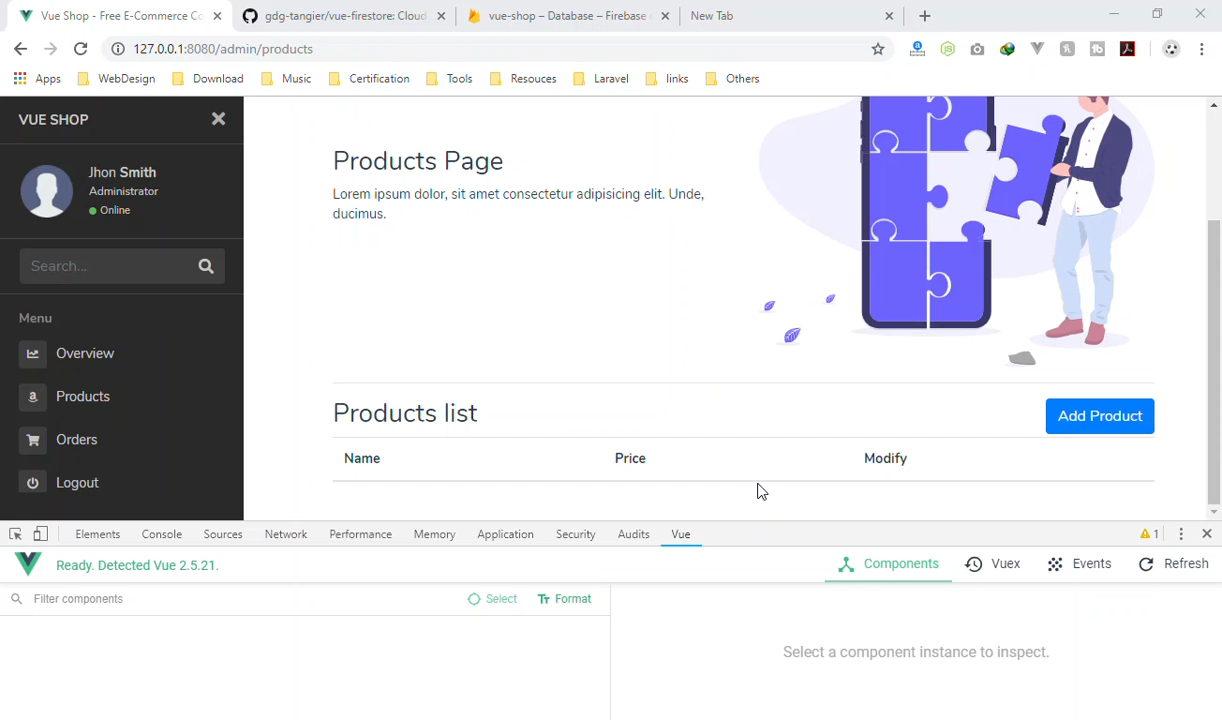 Vue Shop - Free E-Commerce Co
gdg-tangier/vue-firestore: Cloud
vue-shop – Database – Firebase
New Tab
127.0.0.1:8080/admin/products
Apps
WebDesign
Download
Music
Certification
Tools
Resouces
Laravel
links
Others
VUE SHOP
Jhon Smith
Administrator
Online
Search...
Menu
Overview
Products
Orders
Logout
Products Page
Lorem ipsum dolor, sit amet consectetur adipisicing elit. Unde,
ducimus.
Products list
Add Product
Name Price Modify
Elements Console Sources Network Performance Memory Application Security Audits Vue
1
Ready. Detected Vue 2.5.21.
Components Vuex Events Refresh
Filter components
Select
Format
Select a component instance to inspect.